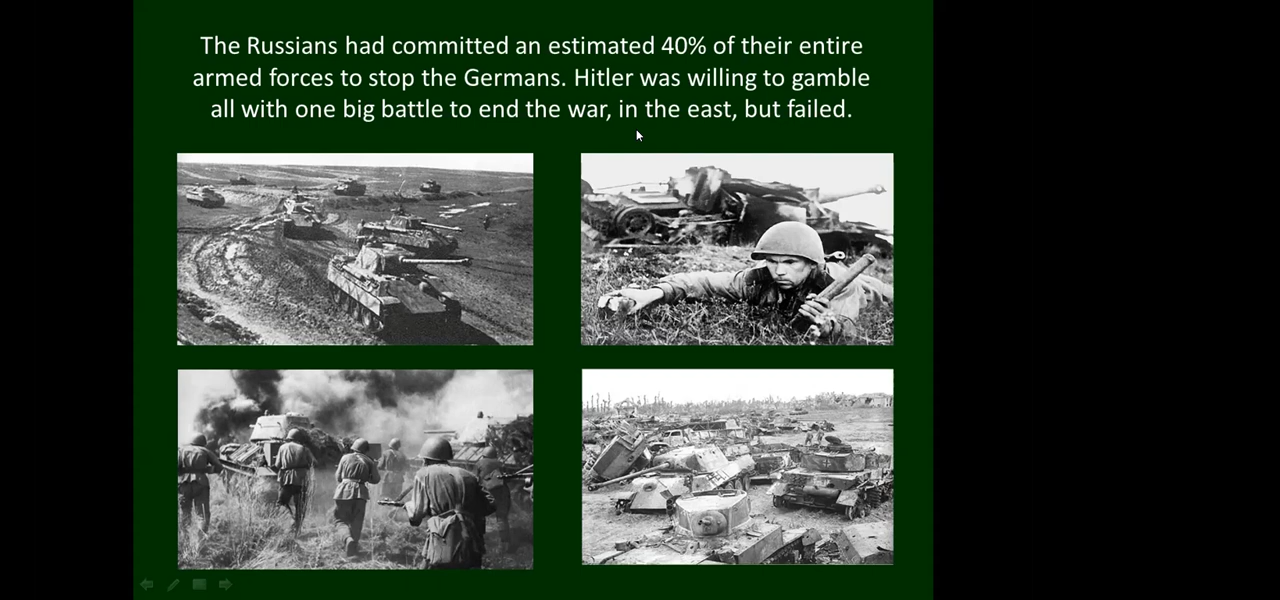 The Russians had committed an estimated 40% of their entire
armed forces to stop the Germans. Hitler was willing to gamble
all with one big battle to end the war, in the east, but failed.